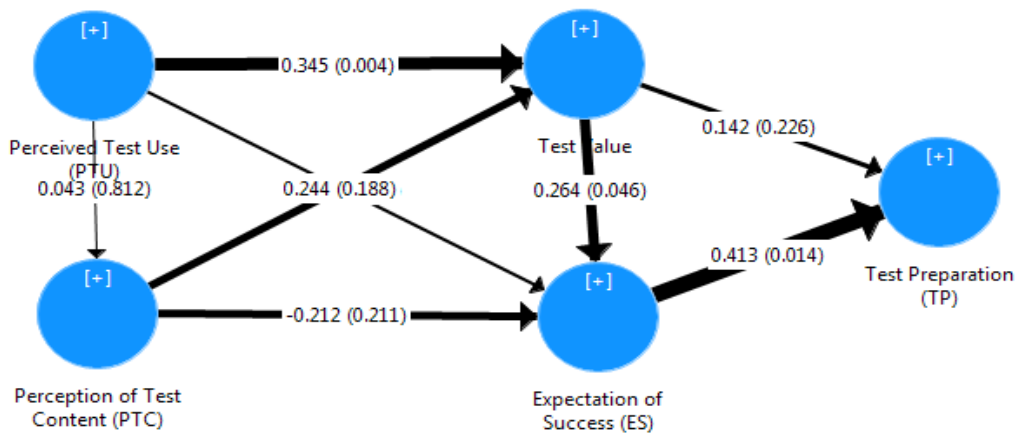 [+]
[+]
0.345 (0.004)
0.142 (0.226)
Perceived Test Use
(PTU)
Test Value
[+]
0.043 (0.812)
0.244 (0.188)
0.264 (0.046)
[+]
[+]
0.413 (0.014)
Test Preparation
(TP)
-0.212 (0.211)
Perception of Test
Content (PTC)
Expectation of
Success (ES)